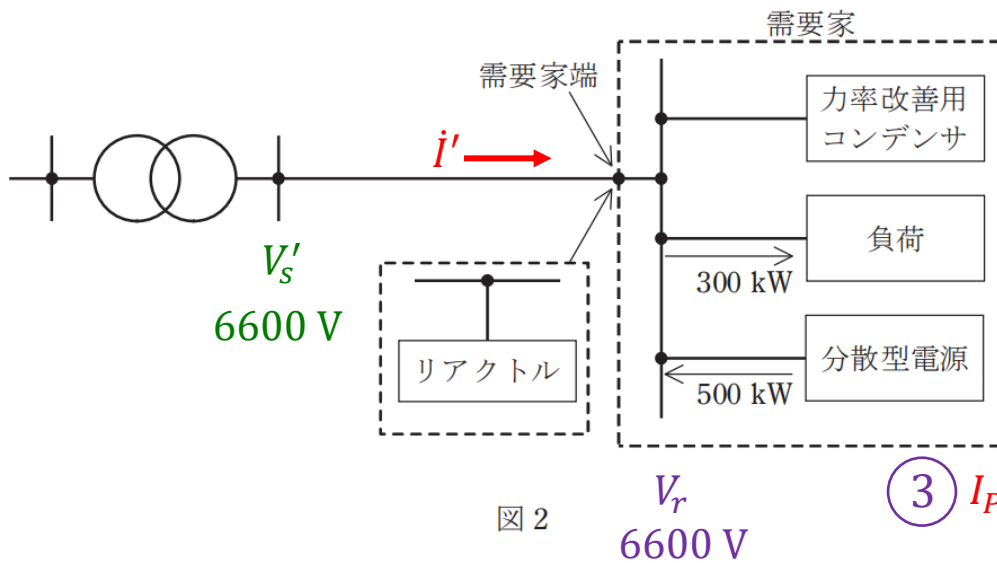 需要家
需要家端
力率改善用
コンデンサ
İ′
負荷
300 kW
V_s′
6600 V
リアクトル
分散型電源
500 kW
図 2
V_r
6600 V
③ I_P